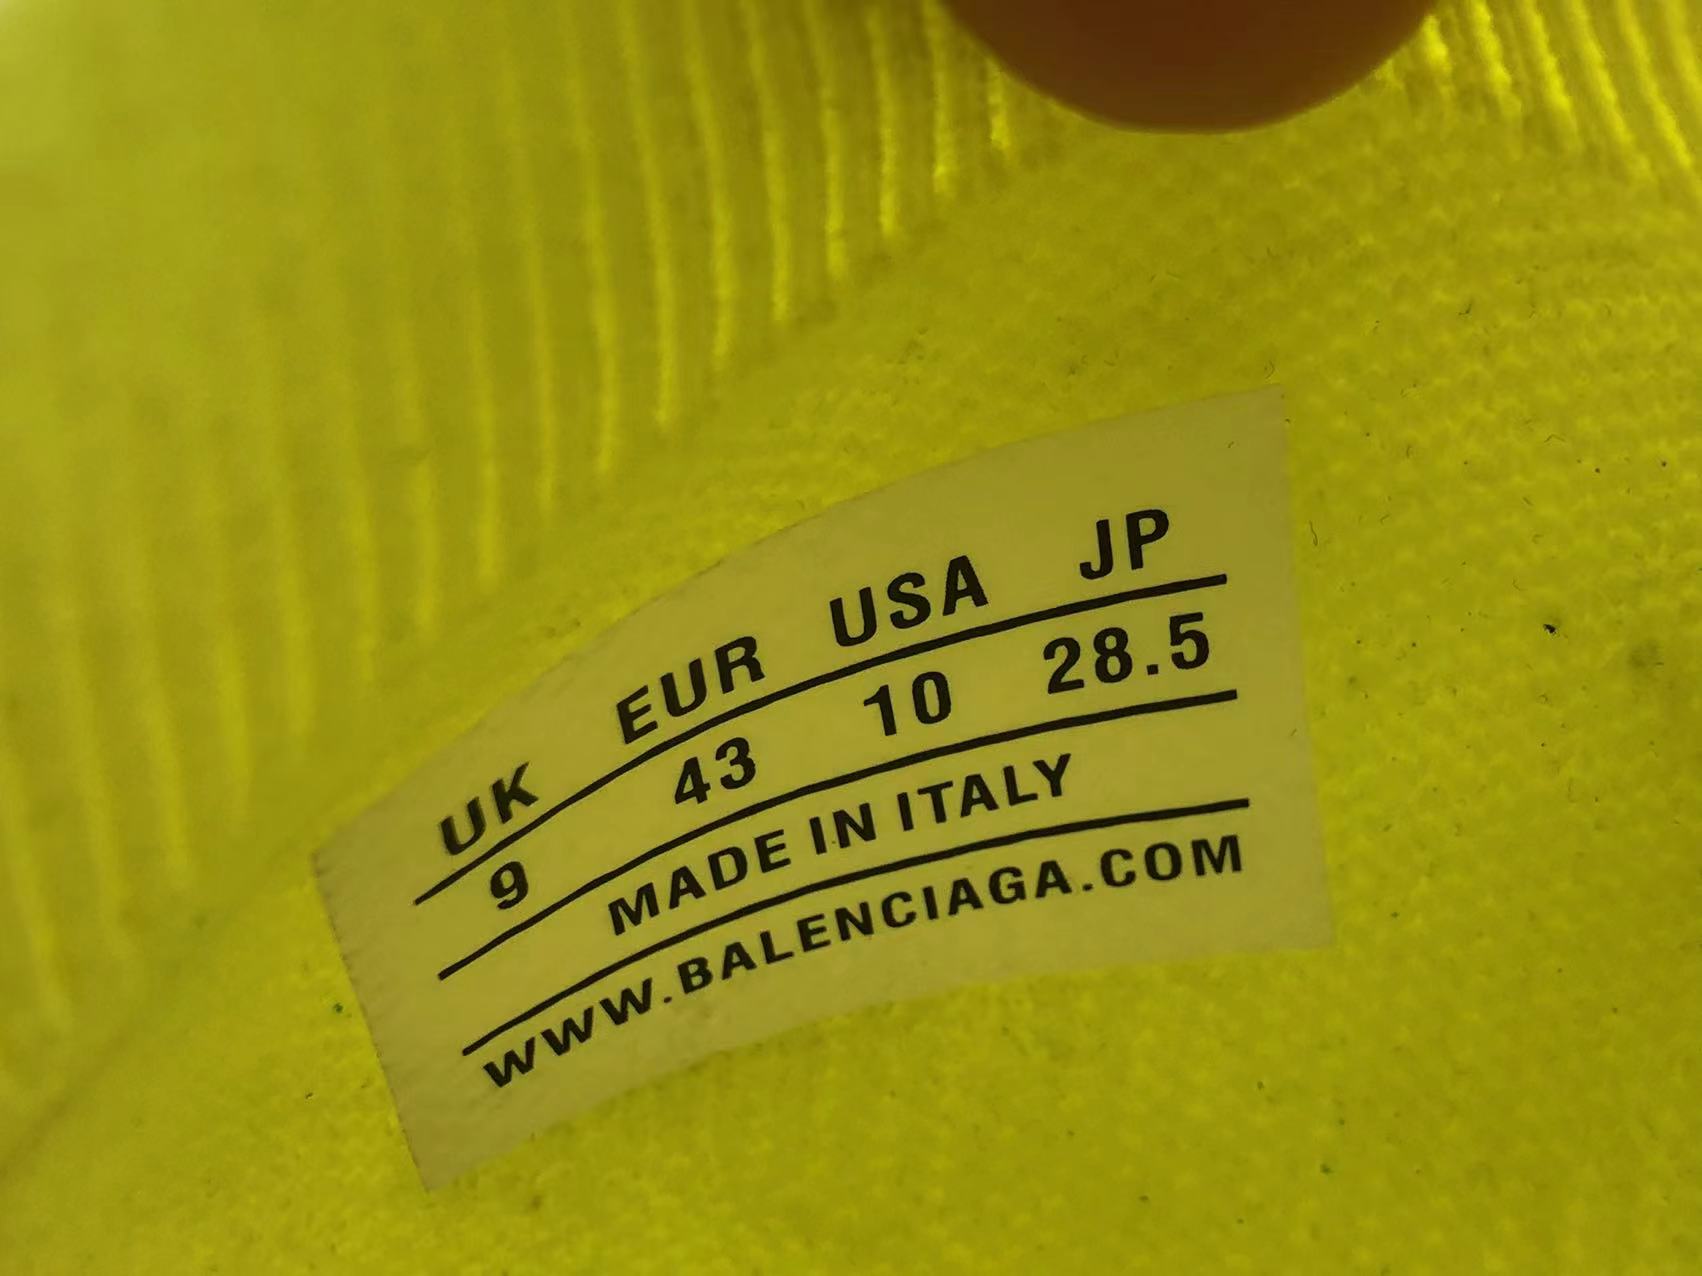 UK EUR USA JP
9 43 10 28.5
MADE IN ITALY
WWW.BALENCIAGA.COM